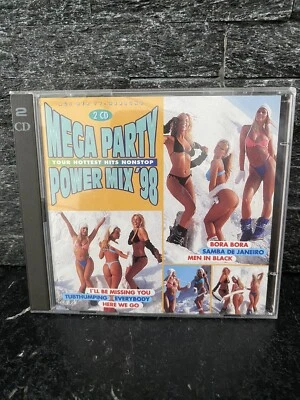 2 CD
2 CD
MEGA PARTY
YOUR HOTTEST HITS NONSTOP
POWER MIX '98
BORA BORA
SAMBA DE JANEIRO
MEN IN BLACK
I'LL BE MISSING YOU
TUBTHUMPING EVERYBODY
HERE WE GO